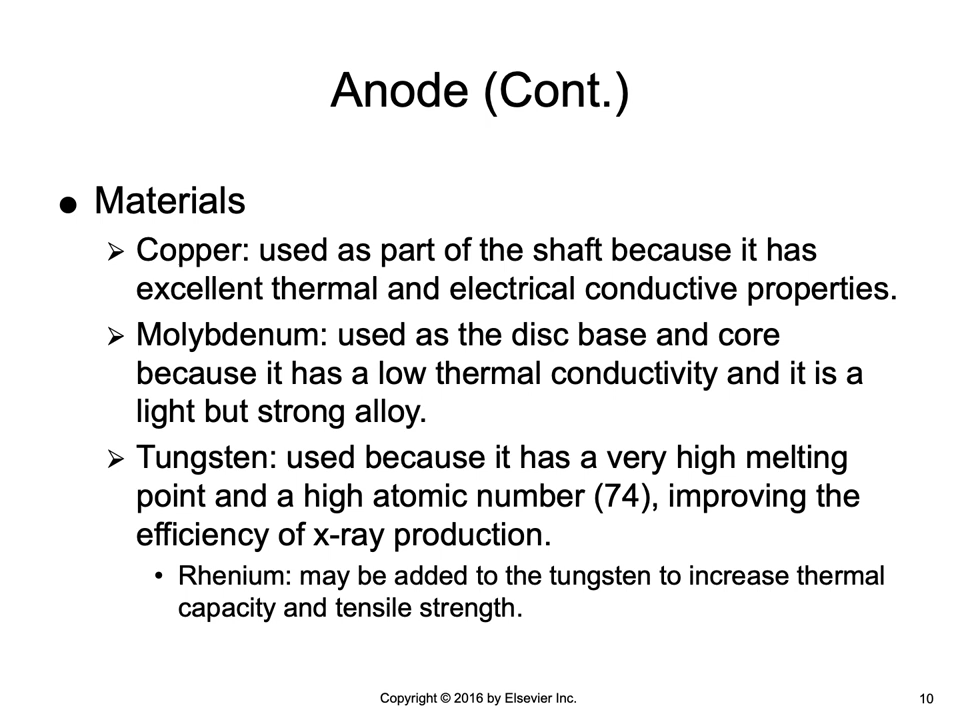 Anode (Cont.)
● Materials
➢ Copper: used as part of the shaft because it has
excellent thermal and electrical conductive properties.
➢ Molybdenum: used as the disc base and core
because it has a low thermal conductivity and it is a
light but strong alloy.
➢ Tungsten: used because it has a very high melting
point and a high atomic number (74), improving the
efficiency of x-ray production.
• Rhenium: may be added to the tungsten to increase thermal
capacity and tensile strength.
Copyright © 2016 by Elsevier Inc.
10